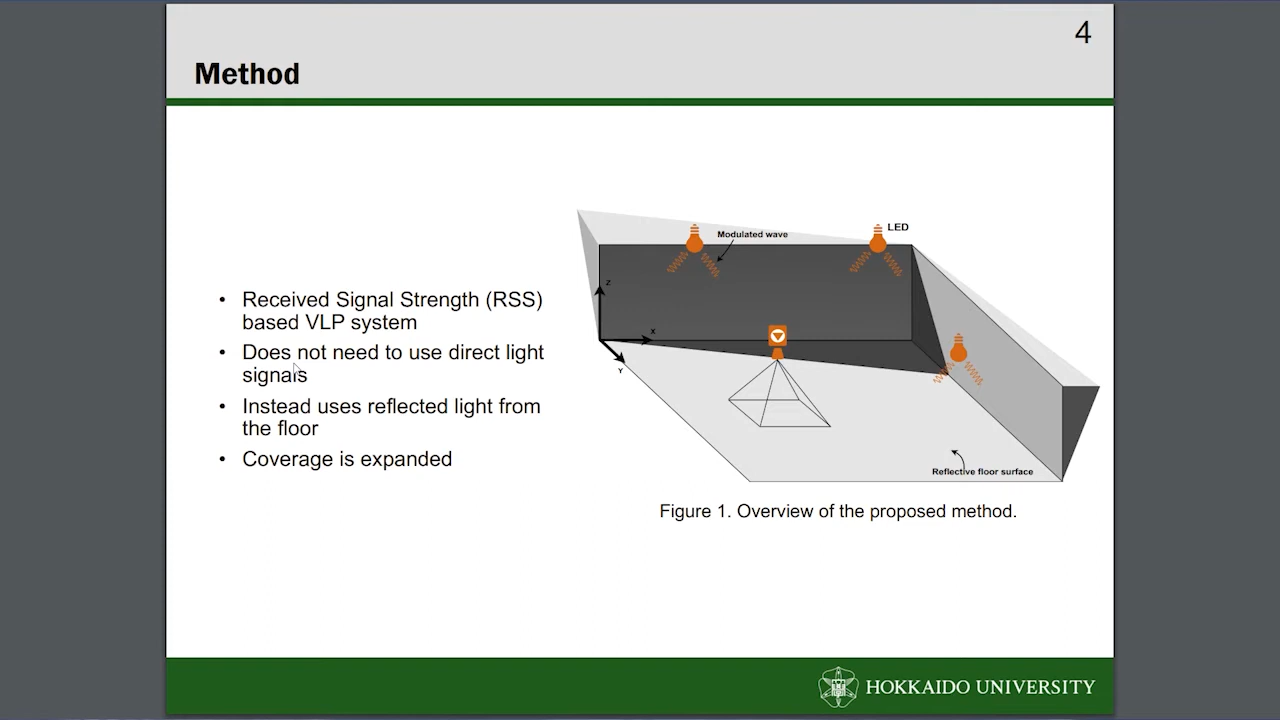 4
Method
• Received Signal Strength (RSS)
based VLP system
• Does not need to use direct light
signals
• Instead uses reflected light from
the floor
• Coverage is expanded
LED
Modulated wave
Z
X
Y
Reflective floor surface
Figure 1. Overview of the proposed method.
HOKKAIDO UNIVERSITY